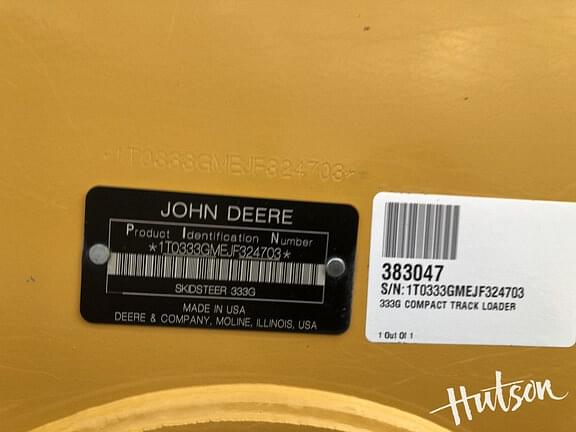 *1T0333GMEJF324703*
JOHN DEERE
Product Identification Number
*1T0333GMEJF324703*
SKIDSTEER 333G
MADE IN USA
DEERE & COMPANY, MOLINE, ILLINOIS, USA
383047
S/N:1T0333GMEJF324703
333G COMPACT TRACK LOADER
1 Out Of 1
Hutson